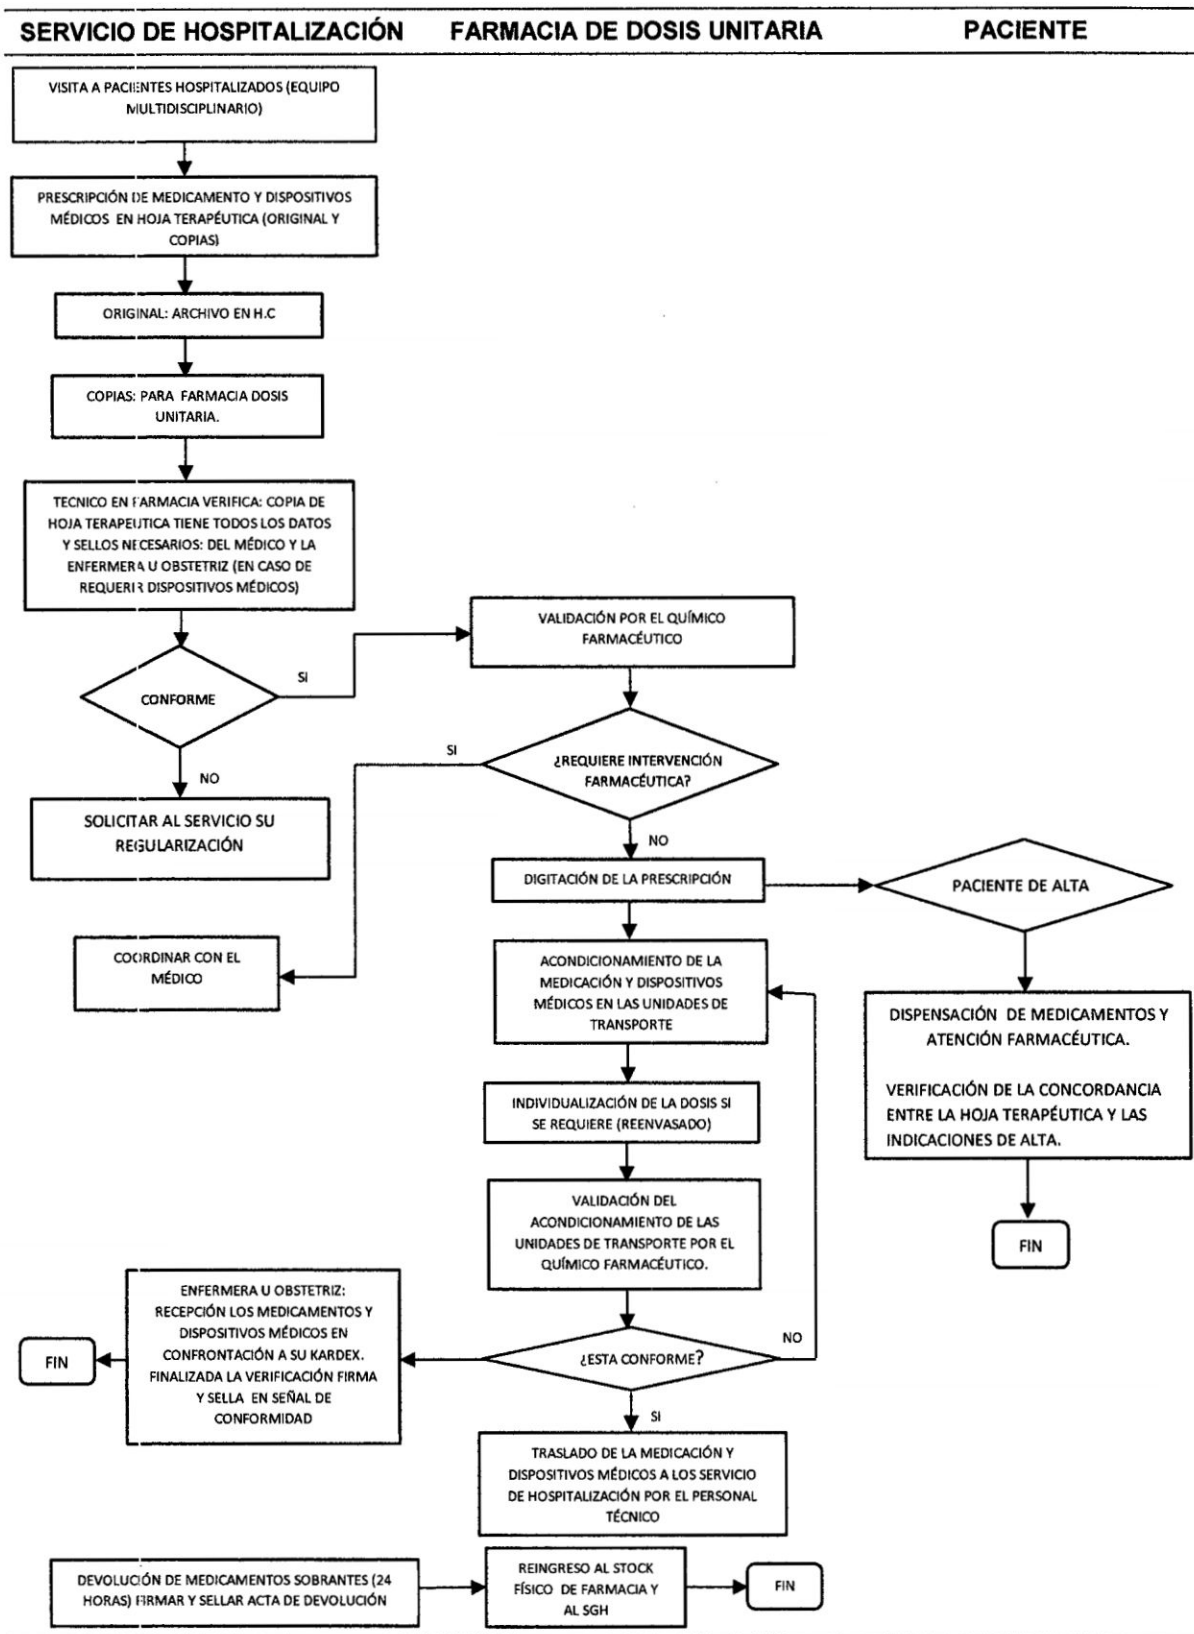 SERVICIO DE HOSPITALIZACIÓN FARMACIA DE DOSIS UNITARIA PACIENTE
VISITA A PACIENTES HOSPITALIZADOS (EQUIPO
MULTIDISCIPLINARIO)
PRESCRIPCIÓN DE MEDICAMENTO Y DISPOSITIVOS
MÉDICOS EN HOJA TERAPÉUTICA (ORIGINAL Y
COPIAS)
ORIGINAL: ARCHIVO EN H.C
COPIAS: PARA FARMACIA DOSIS
UNITARIA.
TECNICO EN FARMACIA VERIFICA: COPIA DE
HOJA TERAPEUTICA TIENE TODOS LOS DATOS
Y SELLOS NECESARIOS: DEL MÉDICO Y LA
ENFERMERA U OBSTETRIZ (EN CASO DE
REQUERIR DISPOSITIVOS MÉDICOS)
CONFORME
SI
NO
SOLICITAR AL SERVICIO SU
REGULARIZACIÓN
VALIDACIÓN POR EL QUÍMICO
FARMACÉUTICO
¿REQUIERE INTERVENCIÓN
FARMACÉUTICA?
SI
NO
COORDINAR CON EL
MÉDICO
DIGITACIÓN DE LA PRESCRIPCIÓN
PACIENTE DE ALTA
DISPENSACIÓN DE MEDICAMENTOS Y
ATENCIÓN FARMACÉUTICA.
VERIFICACIÓN DE LA CONCORDANCIA
ENTRE LA HOJA TERAPÉUTICA Y LAS
INDICACIONES DE ALTA.
FIN
ACONDICIONAMIENTO DE LA
MEDICACIÓN Y DISPOSITIVOS
MÉDICOS EN LAS UNIDADES DE
TRANSPORTE
INDIVIDUALIZACIÓN DE LA DOSIS SI
SE REQUIERE (REENVASADO)
VALIDACIÓN DEL
ACONDICIONAMIENTO DE LAS
UNIDADES DE TRANSPORTE POR EL
QUÍMICO FARMACÉUTICO.
¿ESTA CONFORME?
NO
SI
ENFERMERA U OBSTETRIZ:
RECEPCIÓN LOS MEDICAMENTOS Y
DISPOSITIVOS MÉDICOS EN
CONFRONTACIÓN A SU KARDEX.
FINALIZADA LA VERIFICACIÓN FIRMA
Y SELLA EN SEÑAL DE
CONFORMIDAD
FIN
TRASLADO DE LA MEDICACIÓN Y
DISPOSITIVOS MÉDICOS A LOS SERVICIO
DE HOSPITALIZACIÓN POR EL PERSONAL
TÉCNICO
DEVOLUCIÓN DE MEDICAMENTOS SOBRANTES (24
HORAS) FIRMAR Y SELLAR ACTA DE DEVOLUCIÓN
REINGRESO AL STOCK
FÍSICO DE FARMACIA Y
AL SGH
FIN